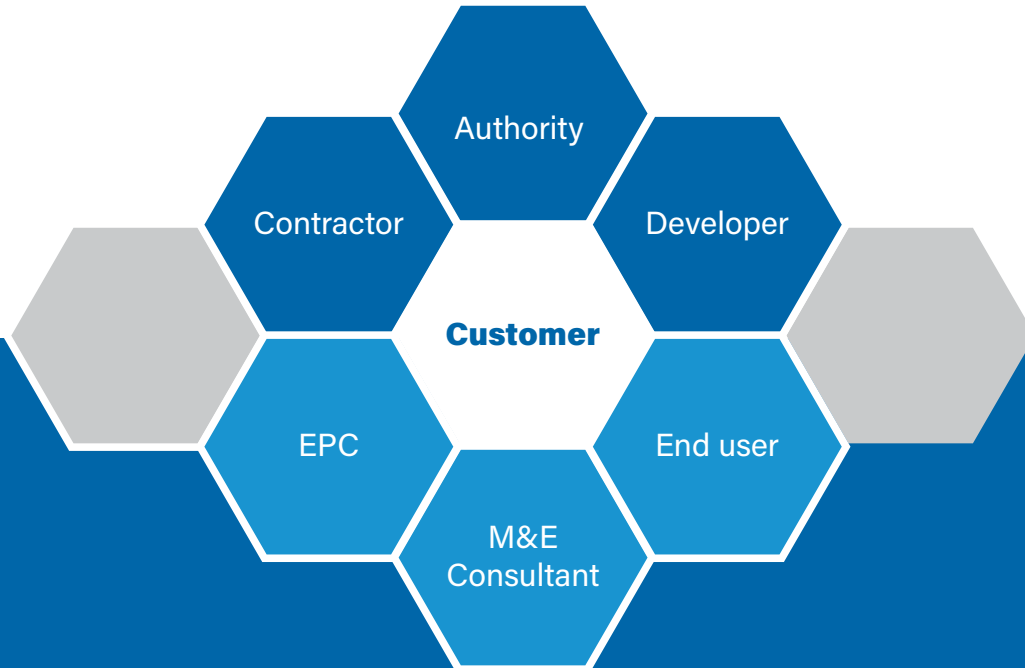 Authority
Contractor
Developer
Customer
EPC
End user
M&E
Consultant